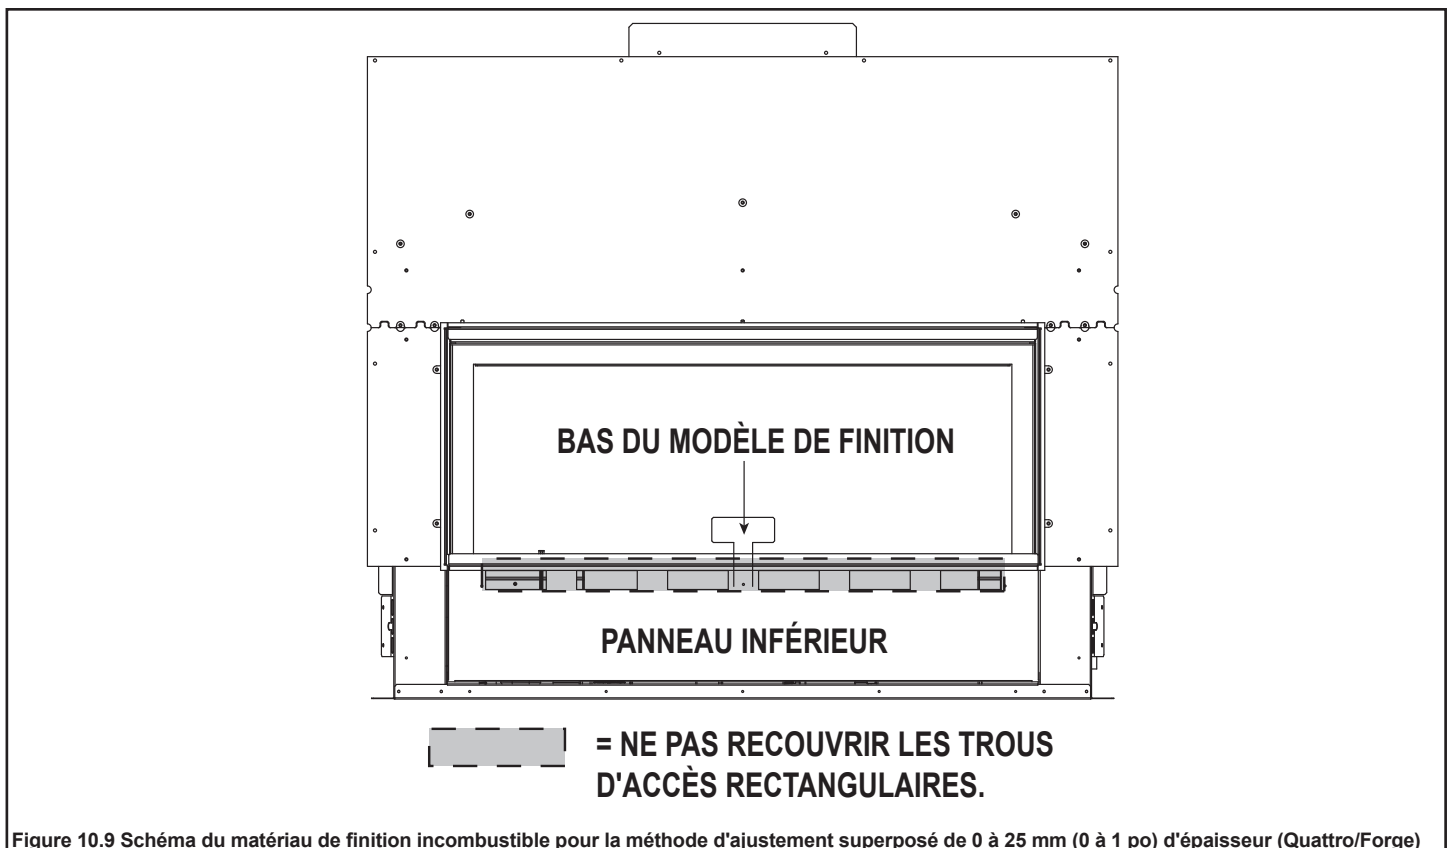 BAS DU MODÈLE DE FINITION
PANNEAU INFÉRIEUR
= NE PAS RECOUVRIR LES TROUS
D'ACCÈS RECTANGULAIRES.
Figure 10.9 Schéma du matériau de finition incombustible pour la méthode d'ajustement superposé de 0 à 25 mm (0 à 1 po) d'épaisseur (Quattro/Forge)